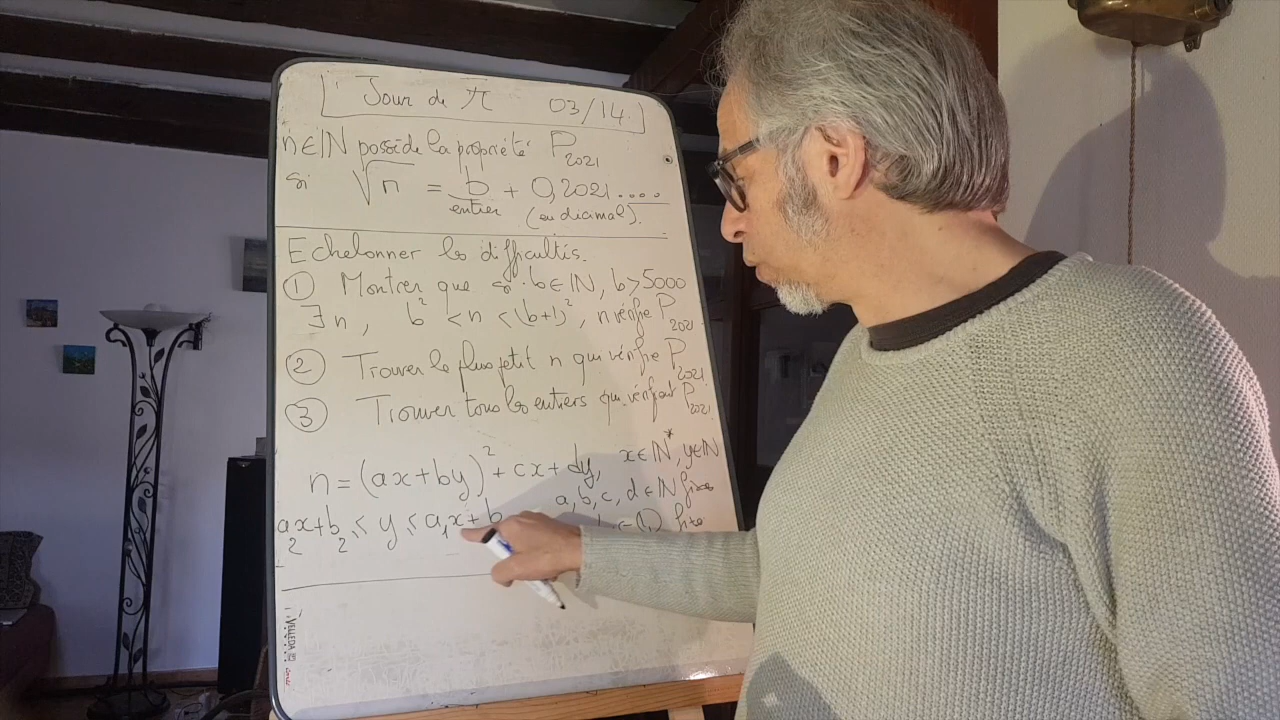 Jour de π 03/14
n∈ℕ possède la propriété P₂₀₂₁
si √n = b + 0,2021....
entier (en décimal).
Echelonner les difficultés.
① Montrer que si b∈ℕ, b>5000
∃n, b² < n < (b+1)², n vérifie P₂₀₂₁.
② Trouver le plus petit n qui vérifie P₂₀₂₁
③ Trouver tous les entiers qui vérifient P₂₀₂₁
n = (ax+by)² + cx + dy, x∈ℕ*, y∈ℕ
a, b, c, d ∈ ℕ fixés
a₂x+b₂ ⩽ y ⩽ a₁x+b
VELLEDA